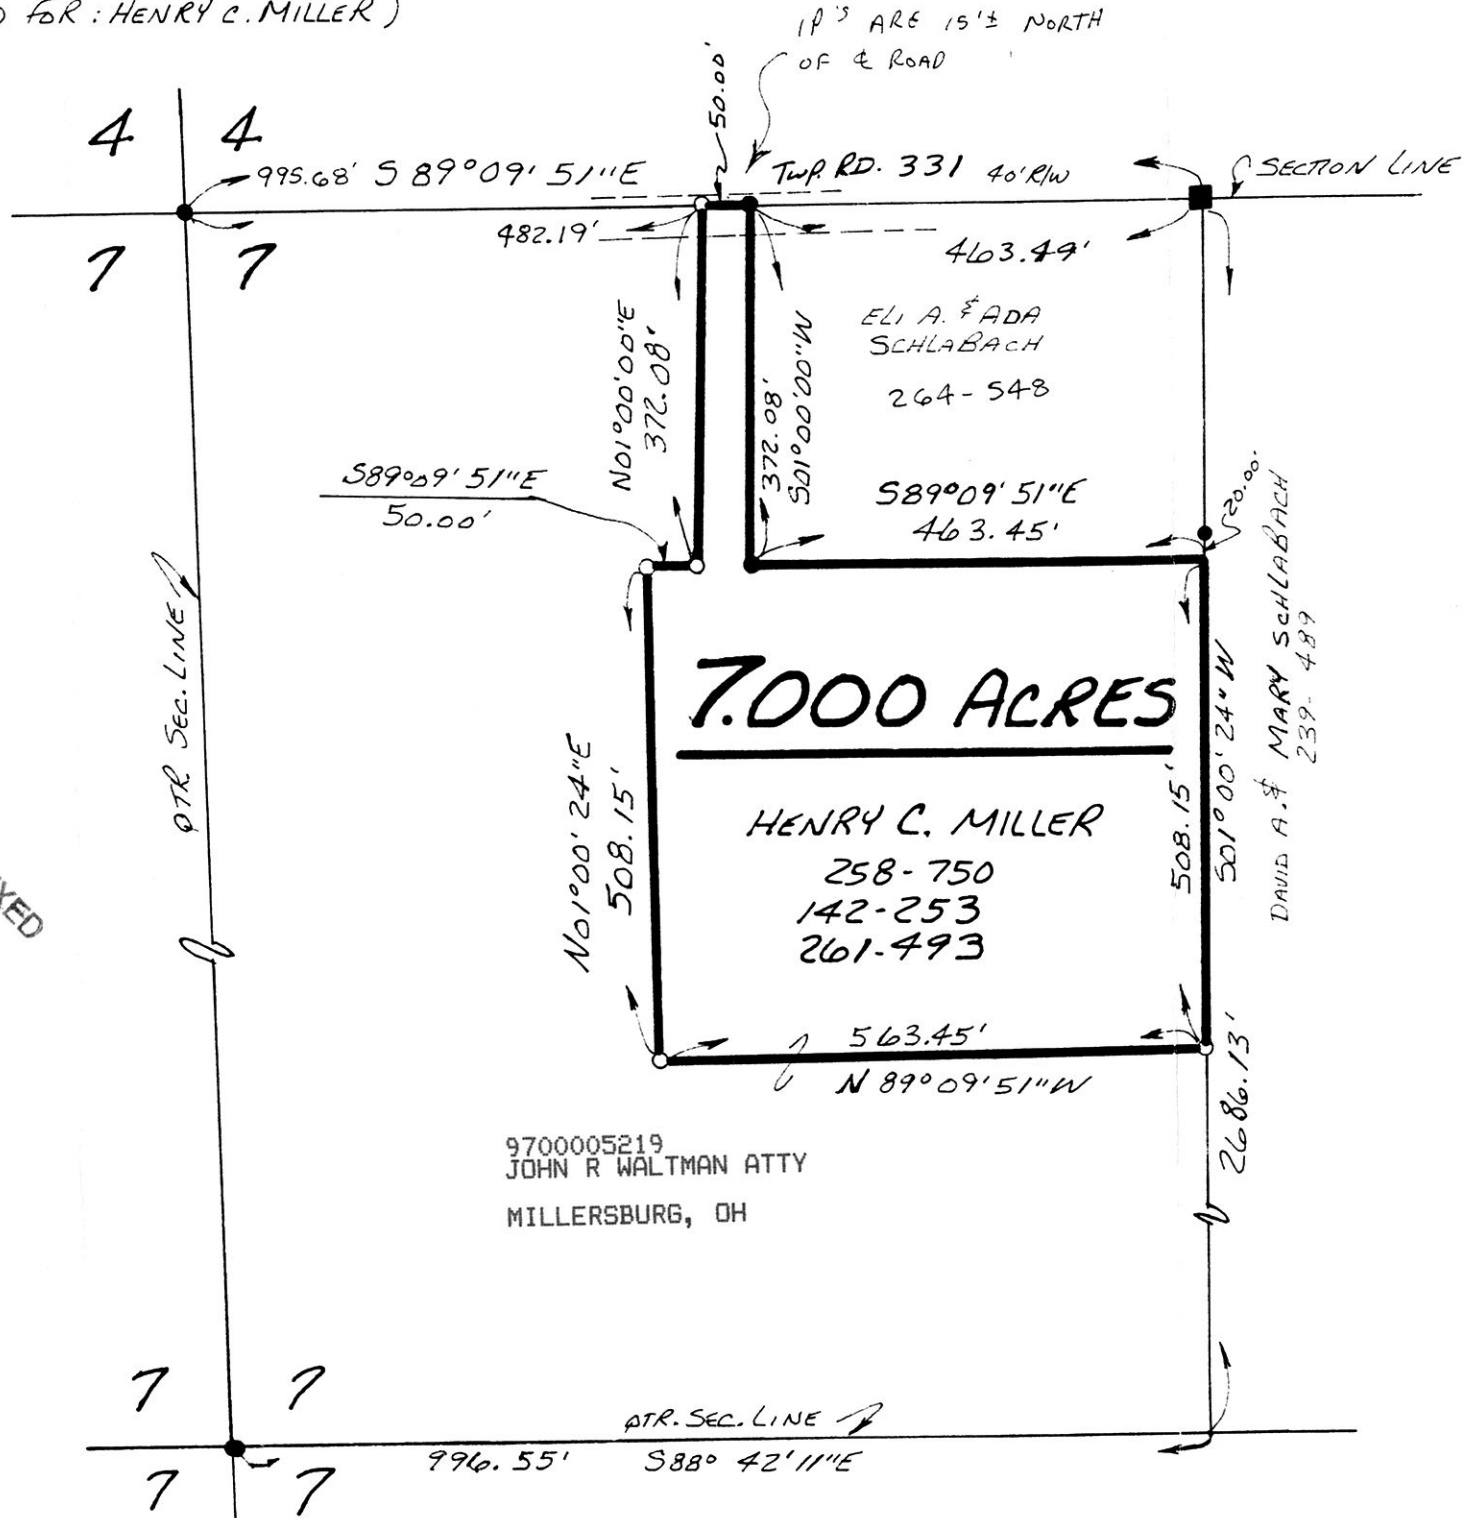 ) FOR: HENRY C. MILLER)
IP'S ARE 15'± NORTH
OF ℄ ROAD
50.00'
4 4
995.68' S 89°09'51"E
TWP. RD. 331 40' R/W
SECTION LINE
482.19'
463.49'
7 7
ELI A. & ADA
SCHLABACH
264-548
N01°00'00"E
372.08'
372.08'
S01°00'00"W
S89°09'51"E
50.00'
S89°09'51"E
463.45'
20.00'
DAVID A. & MARY SCHLABACH
239-489
QTR. SEC. LINE
7.000 ACRES
N01°00'24"E
508.15'
508.15'
S01°00'24"W
HENRY C. MILLER
258-750
142-253
261-493
563.45'
N 89°09'51"W
2686.13'
9700005219
JOHN R WALTMAN ATTY
MILLERSBURG, OH
7 7
QTR. SEC. LINE
996.55' S88°42'11"E
7 7